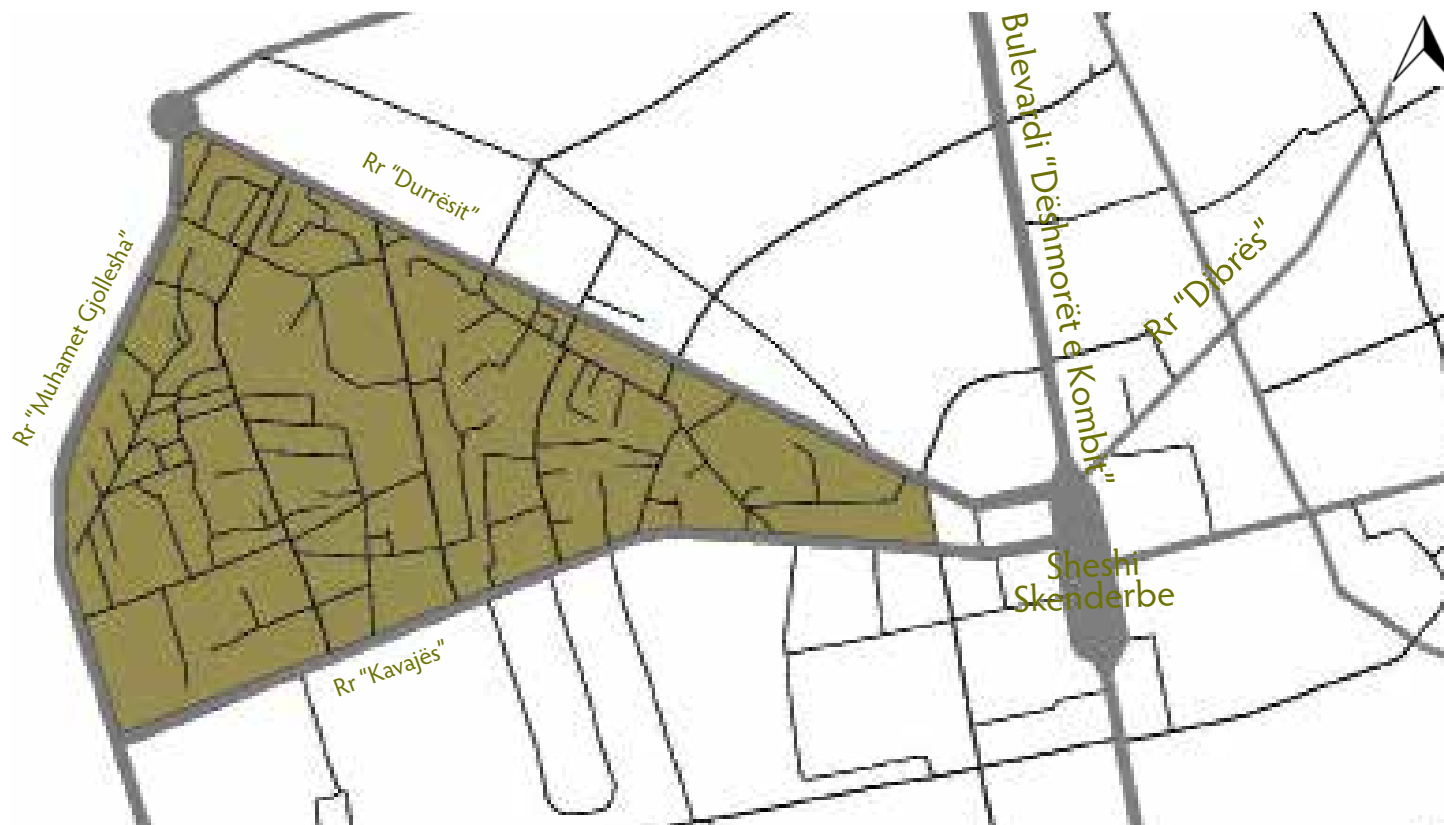 Bulevardi "Dëshmorët e Kombit"
Rr "Durrësit"
Rr "Dibrës"
Rr "Muhamet Gjollesha"
Sheshi
Skenderbe
Rr "Kavajës"